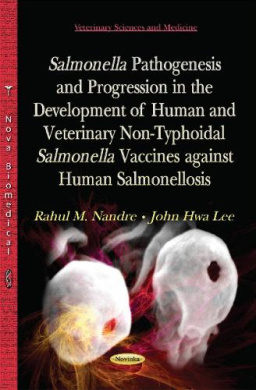 Veterinary Sciences and Medicine
Salmonella Pathogenesis
and Progression in the
Development of Human and
Veterinary Non-Typhoidal
Salmonella Vaccines against
Human Salmonellosis
Rahul M. Nandre • John Hwa Lee
Nova Biomedical
Novinka